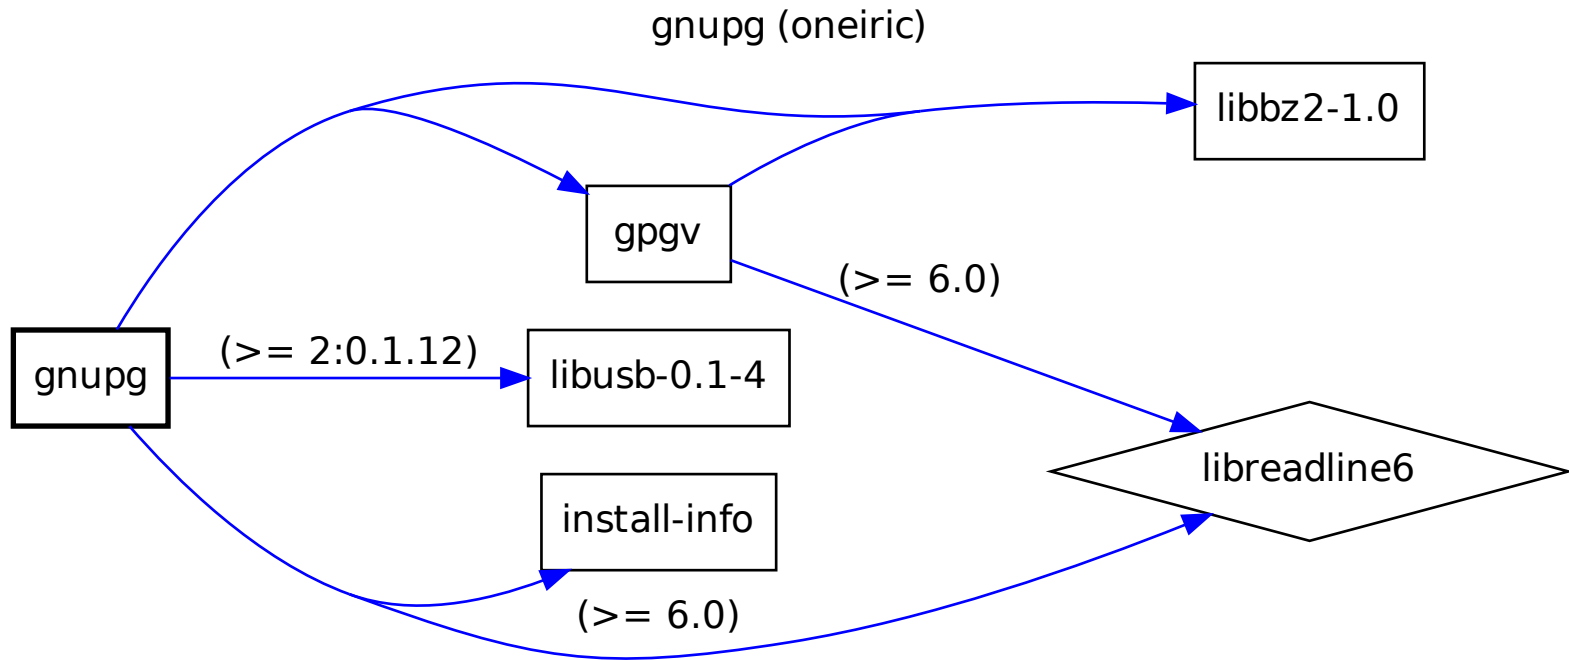 gnupg (oneiric)
libbz2-1.0
gpgv
(>= 6.0)
(>= 2:0.1.12)
gnupg
libusb-0.1-4
libreadline6
install-info
(>= 6.0)